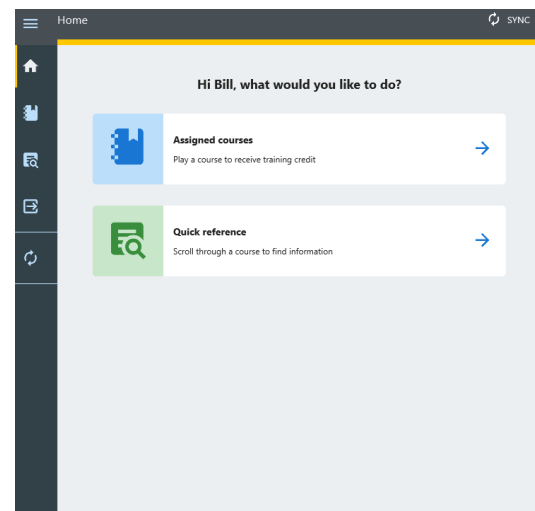 Home
SYNC
Hi Bill, what would you like to do?
Assigned courses
Play a course to receive training credit
Quick reference
Scroll through a course to find information